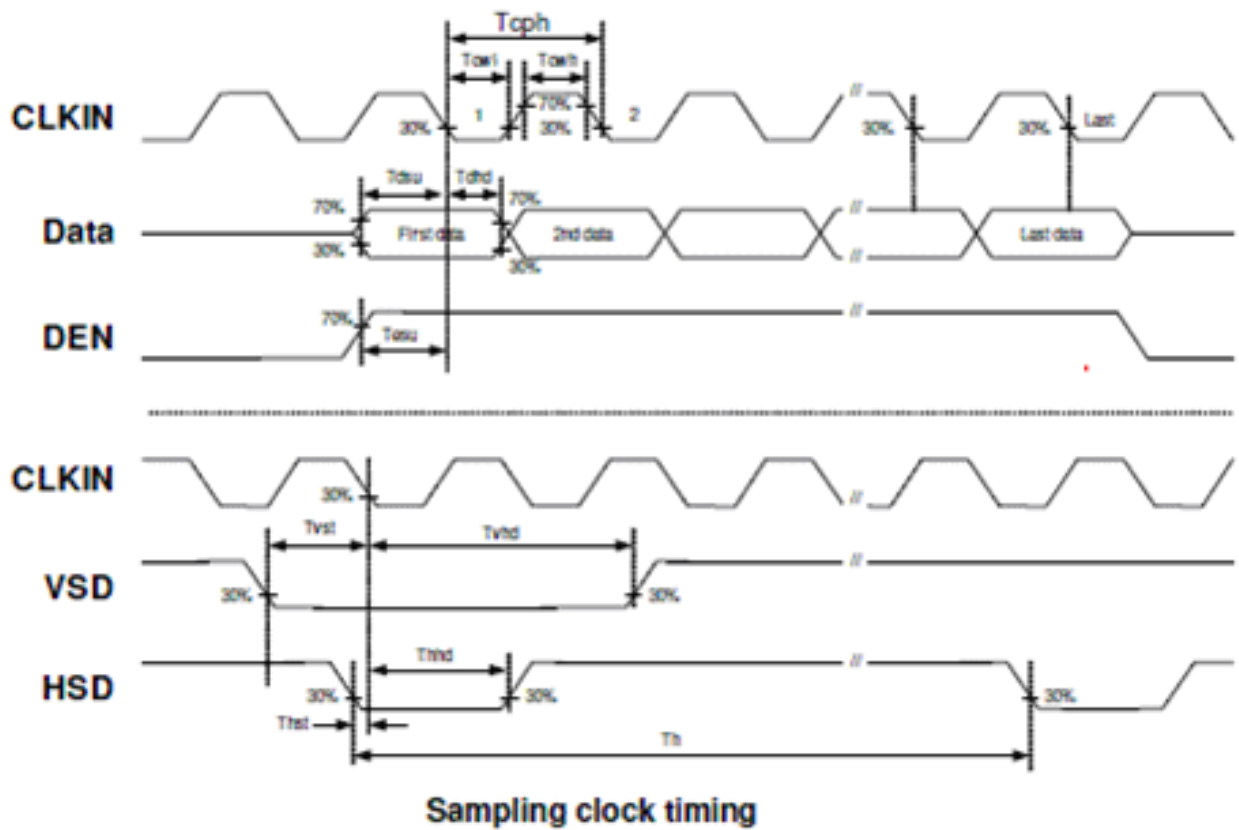 Tcph
Tcwl Tcwh
CLKIN 30% 1 70% 30% 2 // 30% 30% Last
Tdsu Tdhd
70% 70%
Data First data 2nd data // Last data
30% 30%
70% //
DEN Tesu
CLKIN 30% //
Tvst Tvhd
VSD 30% 30% //
Thhd
HSD 30% 30% // 30%
Thst
Th
Sampling clock timing